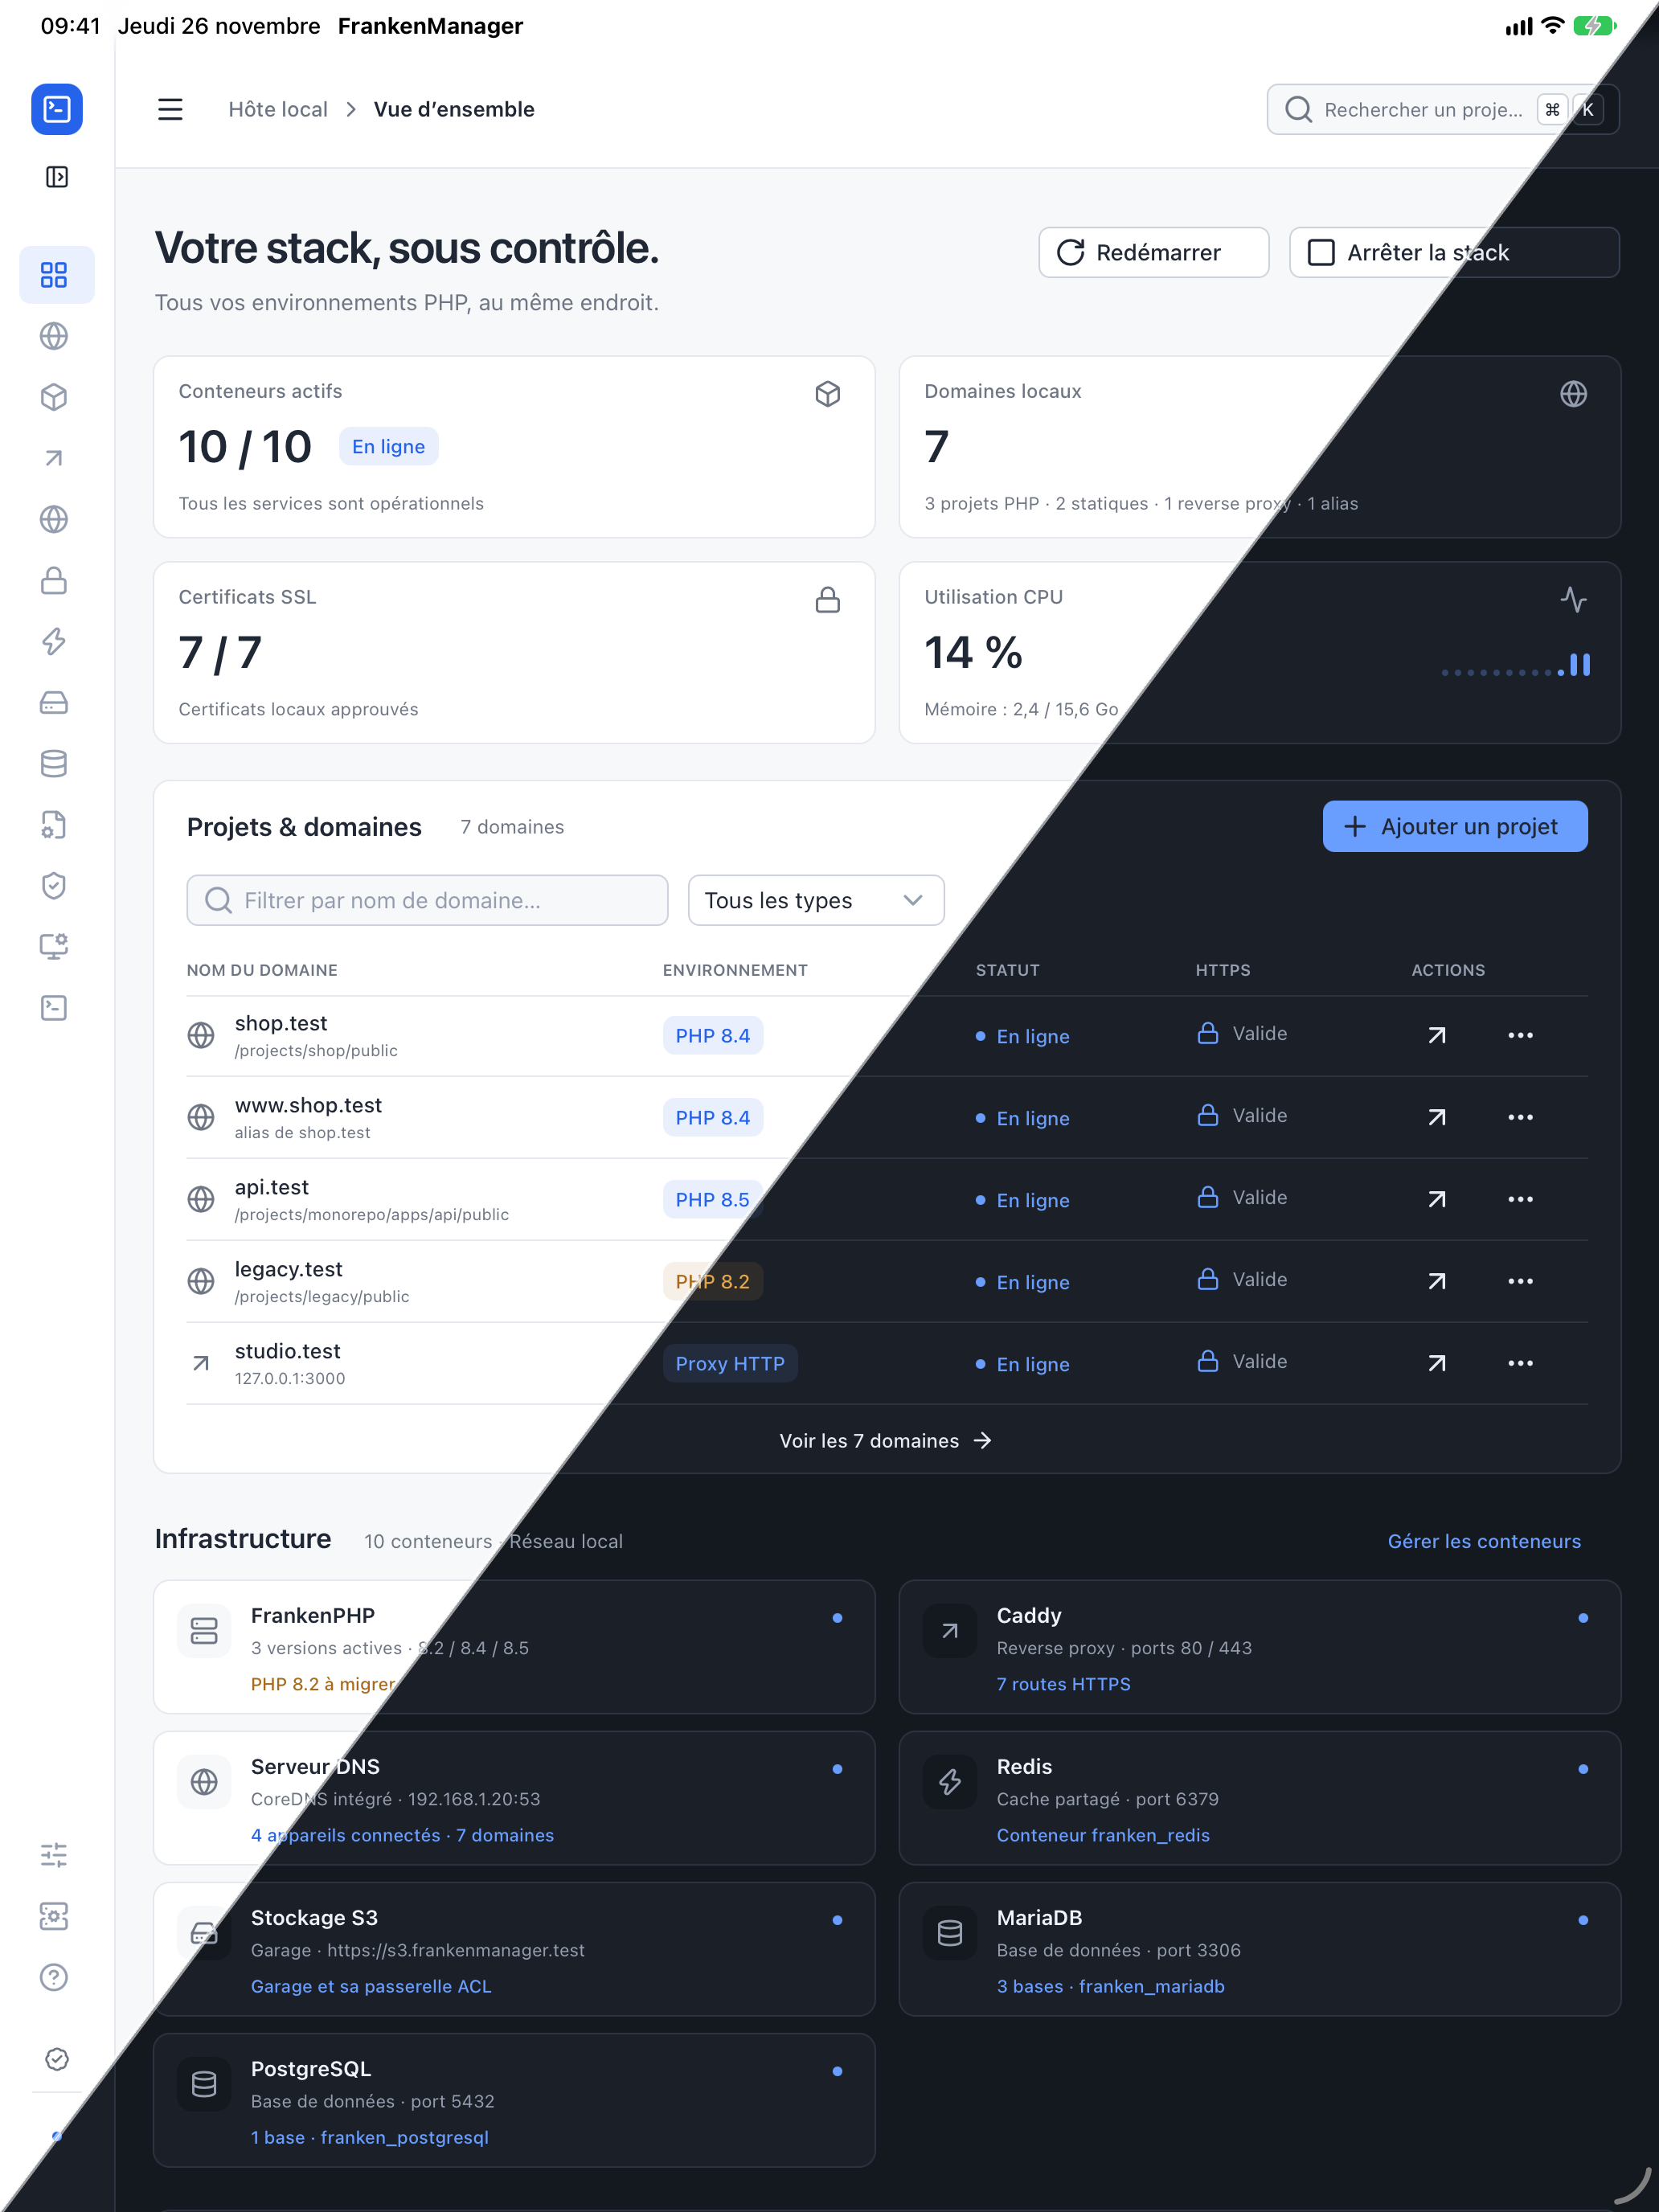 09:41 Jeudi 26 novembre FrankenManager
Hôte local Vue d’ensemble
Rechercher un proje… ⌘ K
Votre stack, sous contrôle.
Redémarrer Arrêter la stack
Tous vos environnements PHP, au même endroit.
Conteneurs actifs
10 / 10 En ligne
Tous les services sont opérationnels
Domaines locaux
7
3 projets PHP · 2 statiques · 1 reverse proxy · 1 alias
Certificats SSL
7 / 7
Certificats locaux approuvés
Utilisation CPU
14 %
Mémoire : 2,4 / 15,6 Go
Projets & domaines 7 domaines
Ajouter un projet
Filtrer par nom de domaine… Tous les types
NOM DU DOMAINE ENVIRONNEMENT STATUT HTTPS ACTIONS
shop.test PHP 8.4 En ligne Valide
/projects/shop/public
www.shop.test PHP 8.4 En ligne Valide
alias de shop.test
api.test PHP 8.5 En ligne Valide
/projects/monorepo/apps/api/public
legacy.test PHP 8.2 En ligne Valide
/projects/legacy/public
studio.test Proxy HTTP En ligne Valide
127.0.0.1:3000
Voir les 7 domaines
Infrastructure 10 conteneurs · Réseau local Gérer les conteneurs
FrankenPHP
3 versions actives · 8.2 / 8.4 / 8.5
PHP 8.2 à migrer
Caddy
Reverse proxy · ports 80 / 443
7 routes HTTPS
Serveur DNS
CoreDNS intégré · 192.168.1.20:53
4 appareils connectés · 7 domaines
Redis
Cache partagé · port 6379
Conteneur franken_redis
Stockage S3
Garage · https://s3.frankenmanager.test
Garage et sa passerelle ACL
MariaDB
Base de données · port 3306
3 bases · franken_mariadb
PostgreSQL
Base de données · port 5432
1 base · franken_postgresql